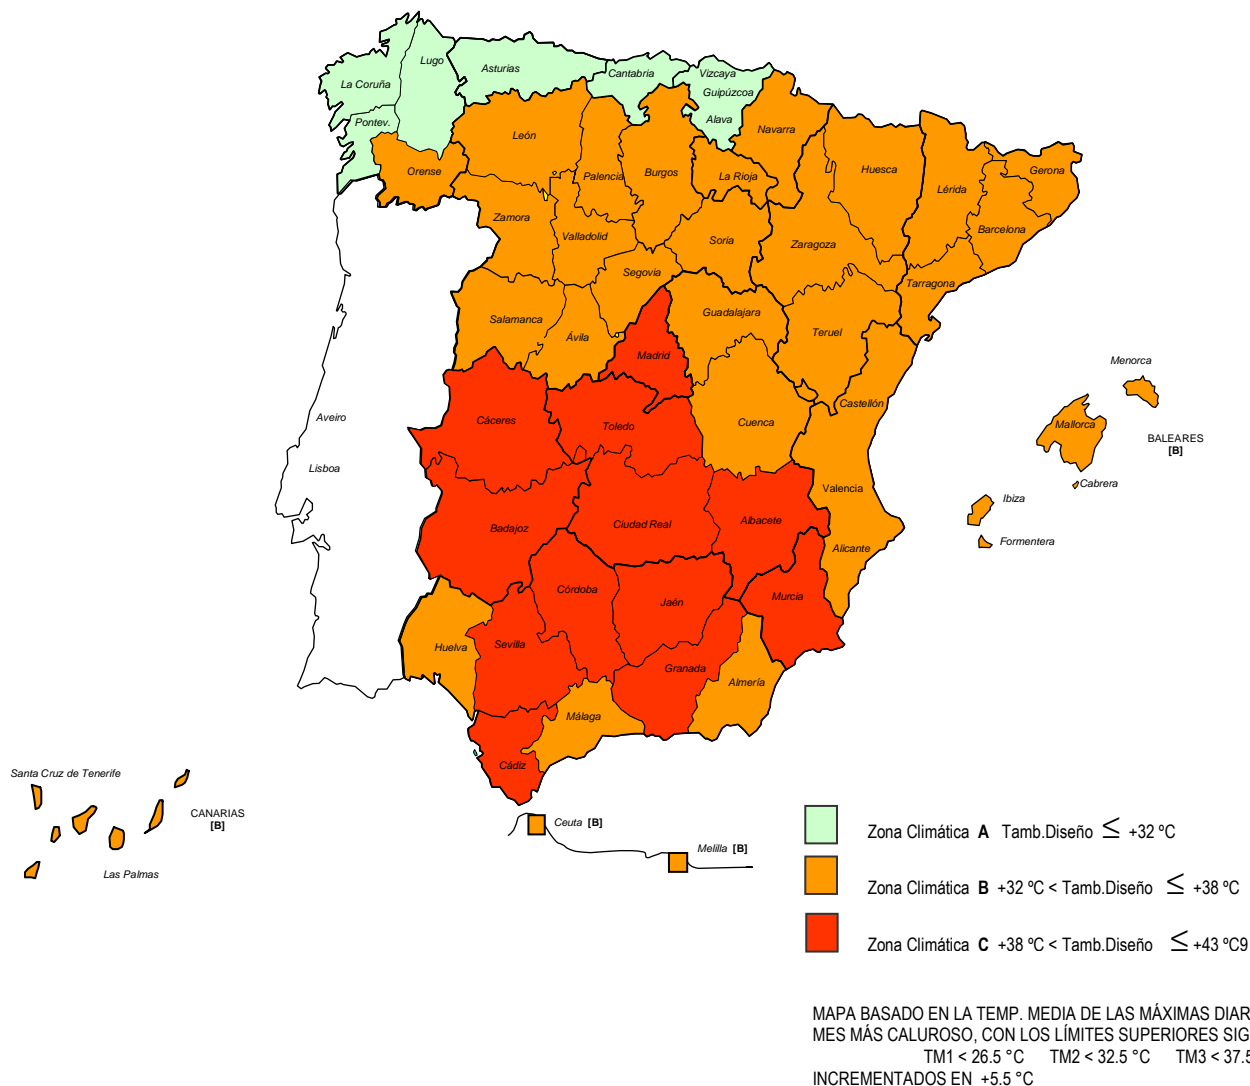 Lugo
Asturias
Cantabria
Vizcaya
La Coruña
Guipúzcoa
Pontev.
Alava
León
Navarra
Orense
Palencia
Burgos
La Rioja
Huesca
Lérida
Gerona
Zamora
Valladolid
Soria
Zaragoza
Barcelona
Segovia
Tarragona
Salamanca
Ávila
Guadalajara
Teruel
Madrid
Menorca
Castellón
Aveiro
Cáceres
Toledo
Cuenca
Mallorca
BALEARES
[B]
Lisboa
Cabrera
Valencia
Ibiza
Badajoz
Ciudad Real
Albacete
Alicante
Formentera
Córdoba
Jaén
Murcia
Huelva
Sevilla
Granada
Almería
Málaga
Cádiz
Santa Cruz de Tenerife
CANARIAS
[B]
Las Palmas
Ceuta [B]
Melilla [B]
Zona Climática A Tamb.Diseño ≤ +32 ºC
Zona Climática B +32 ºC < Tamb.Diseño ≤ +38 ºC
Zona Climática C +38 ºC < Tamb.Diseño ≤ +43 ºC9
MAPA BASADO EN LA TEMP. MEDIA DE LAS MÁXIMAS DIAR
MES MÁS CALUROSO, CON LOS LÍMITES SUPERIORES SIG
TM1 < 26.5 °C TM2 < 32.5 °C TM3 < 37.5
INCREMENTADOS EN +5.5 °C